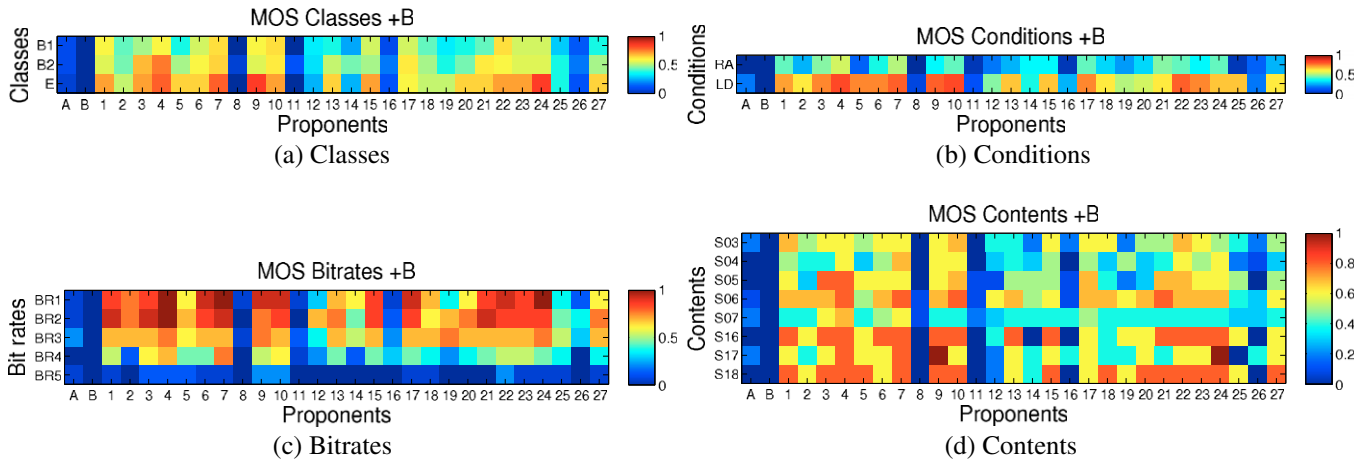 MOS Classes +B
Classes
B1
B2
E
A B 1 2 3 4 5 6 7 8 9 10 11 12 13 14 15 16 17 18 19 20 21 22 23 24 25 26 27
Proponents
1
0.5
0
(a) Classes
MOS Conditions +B
Conditions
RA
LD
A B 1 2 3 4 5 6 7 8 9 10 11 12 13 14 15 16 17 18 19 20 21 22 23 24 25 26 27
Proponents
1
0.5
0
(b) Conditions
MOS Bitrates +B
Bit rates
BR1
BR2
BR3
BR4
BR5
A B 1 2 3 4 5 6 7 8 9 10 11 12 13 14 15 16 17 18 19 20 21 22 23 24 25 26 27
Proponents
1
0.5
0
(c) Bitrates
MOS Contents +B
Contents
S03
S04
S05
S06
S07
S16
S17
S18
A B 1 2 3 4 5 6 7 8 9 10 11 12 13 14 15 16 17 18 19 20 21 22 23 24 25 26 27
Proponents
1
0.8
0.6
0.4
0.2
0
(d) Contents